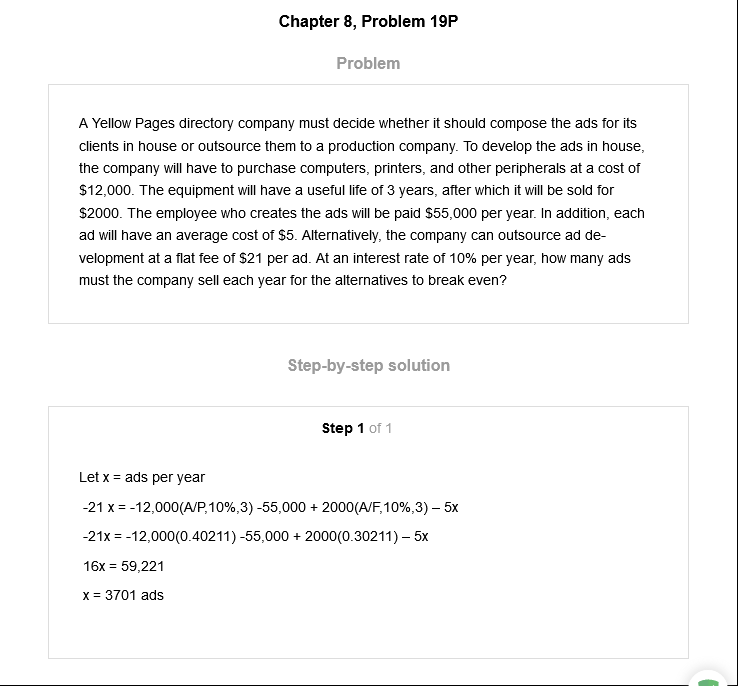 Chapter 8, Problem 19P
Problem
A Yellow Pages directory company must decide whether it should compose the ads for its
clients in house or outsource them to a production company. To develop the ads in house,
the company will have to purchase computers, printers, and other peripherals at a cost of
$12,000. The equipment will have a useful life of 3 years, after which it will be sold for
$2000. The employee who creates the ads will be paid $55,000 per year. In addition, each
ad will have an average cost of $5. Alternatively, the company can outsource ad de-
velopment at a flat fee of $21 per ad. At an interest rate of 10% per year, how many ads
must the company sell each year for the alternatives to break even?
Step-by-step solution
Step 1 of 1
Let x = ads per year
-21 x = -12,000(A/P,10%,3) -55,000 + 2000(A/F,10%,3) – 5x
-21x = -12,000(0.40211) -55,000 + 2000(0.30211) – 5x
16x = 59,221
x = 3701 ads